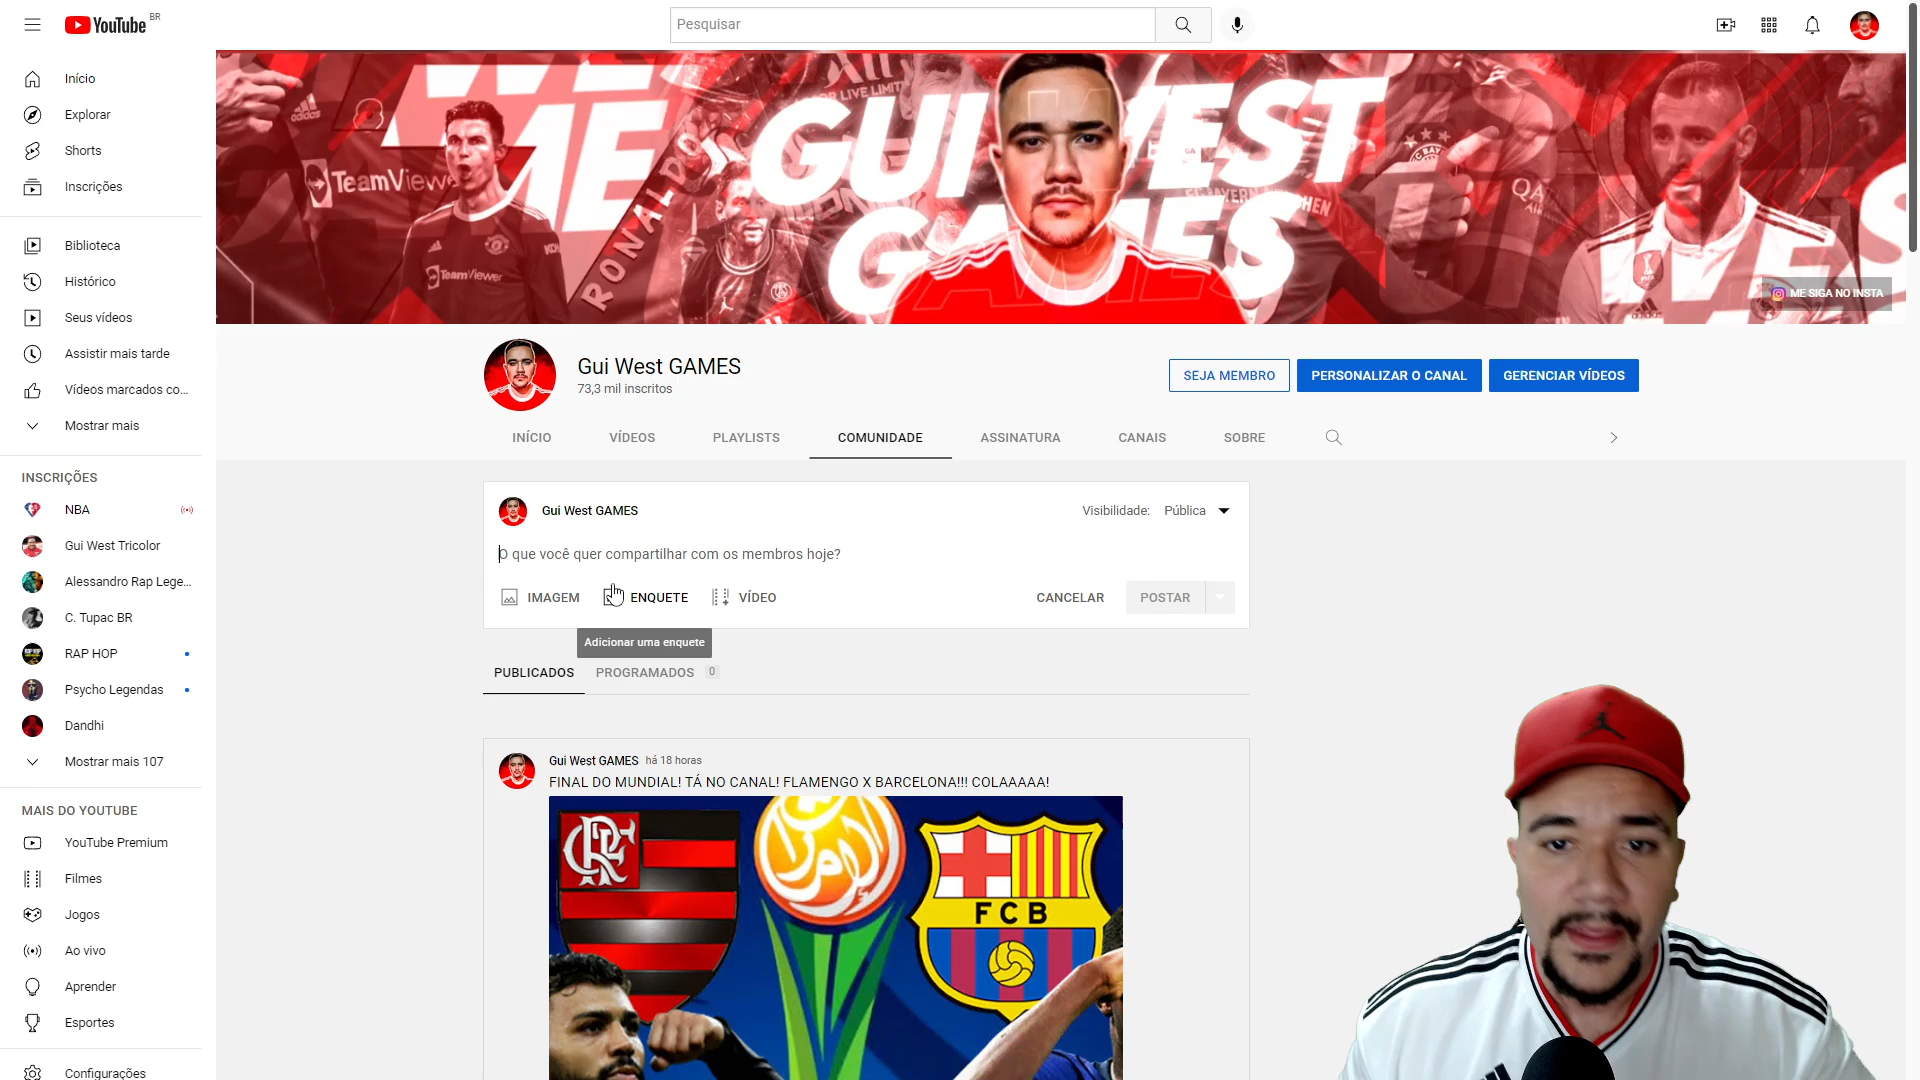 YouTube BR
Pesquisar
Início
Explorar
Shorts
Inscrições
Biblioteca
Histórico
Seus vídeos
Assistir mais tarde
Vídeos marcados co...
Mostrar mais
INSCRIÇÕES
NBA
Gui West Tricolor
Alessandro Rap Lege...
C. Tupac BR
RAP HOP
Psycho Legendas
Dandhi
Mostrar mais 107
MAIS DO YOUTUBE
YouTube Premium
Filmes
Jogos
Ao vivo
Aprender
Esportes
Configurações
GUI WEST
GAMES
adidas
TeamViewer
TeamViewer
RONALDO
ME SIGA NO INSTA
Gui West GAMES
73,3 mil inscritos
SEJA MEMBRO
PERSONALIZAR O CANAL
GERENCIAR VÍDEOS
INÍCIO
VÍDEOS
PLAYLISTS
COMUNIDADE
ASSINATURA
CANAIS
SOBRE
Gui West GAMES
Visibilidade: Pública
O que você quer compartilhar com os membros hoje?
IMAGEM
ENQUETE
VÍDEO
CANCELAR
POSTAR
Adicionar uma enquete
PUBLICADOS
PROGRAMADOS 0
Gui West GAMES há 18 horas
FINAL DO MUNDIAL! TÁ NO CANAL! FLAMENGO X BARCELONA!!! COLAAAAA!
CRF
FCB